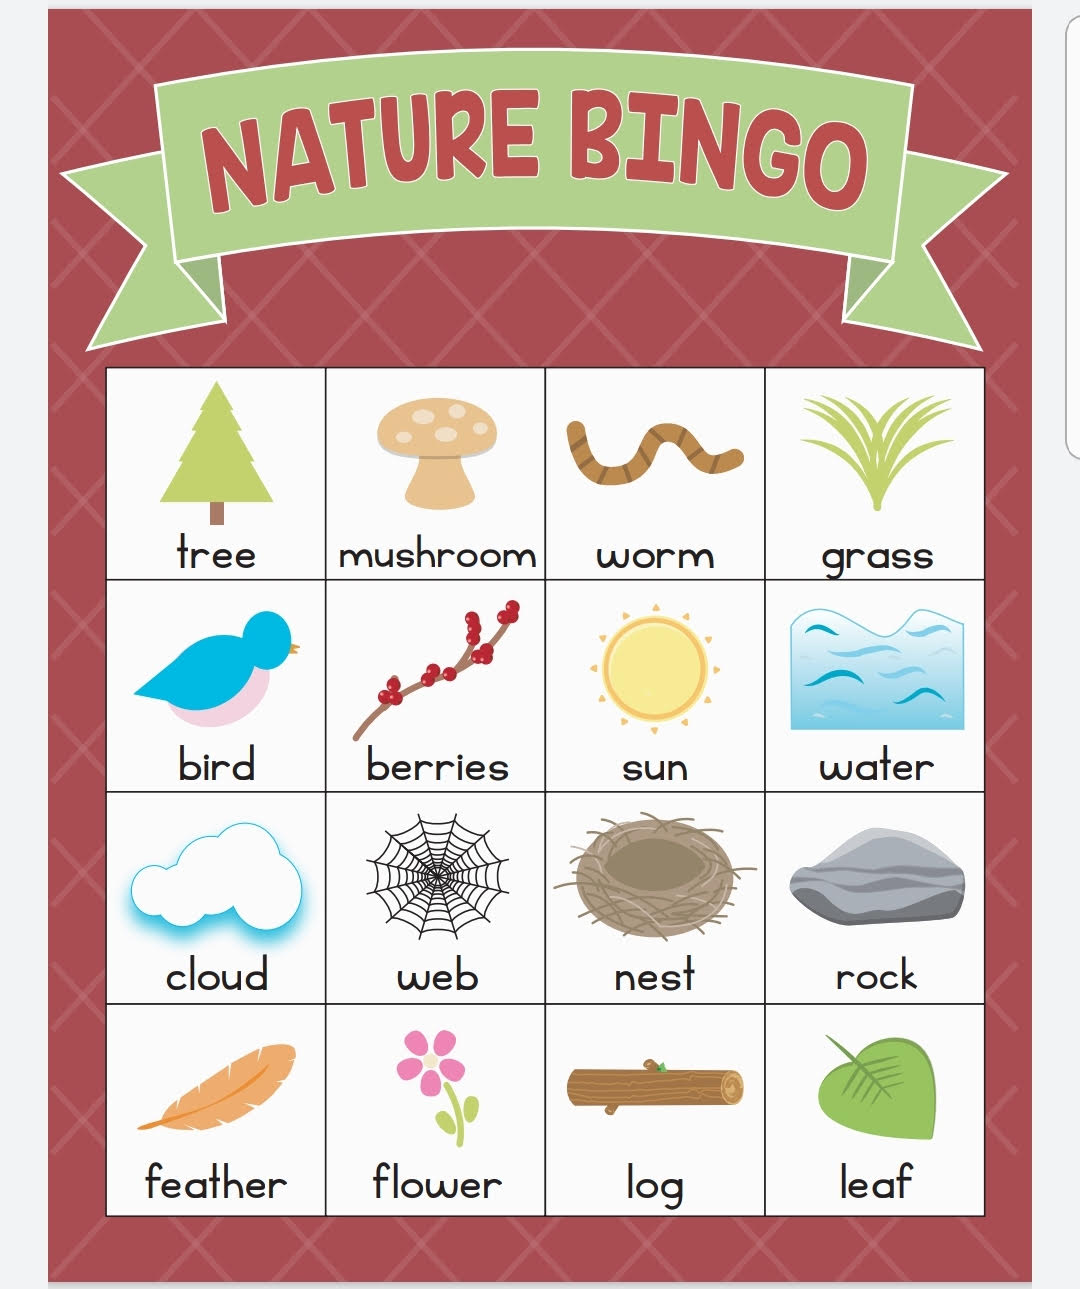 NATURE BINGO
tree mushroom worm grass
bird berries sun water
cloud web nest rock
feather flower log leaf